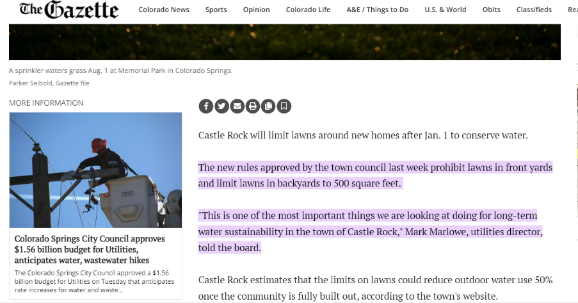 The Gazette
Colorado News Sports Opinion Colorado Life A&E / Things to Do U.S. & World Obits Classifieds
A sprinkler waters grass Aug. 1 at Memorial Park in Colorado Springs.
Parker Seibold, Gazette file
MORE INFORMATION
Colorado Springs City Council approves
$1.56 billion budget for Utilities,
anticipates water, wastewater hikes
The Colorado Springs City Council approved a $1.56
billion budget for Utilities on Tuesday that anticipates
rate increases for water and waste...
Castle Rock will limit lawns around new homes after Jan. 1 to conserve water.
The new rules approved by the town council last week prohibit lawns in front yards
and limit lawns in backyards to 500 square feet.
"This is one of the most important things we are looking at doing for long-term
water sustainability in the town of Castle Rock," Mark Marlowe, utilities director,
told the board.
Castle Rock estimates that the limits on lawns could reduce outdoor water use 50%
once the community is fully built out, according to the town's website.